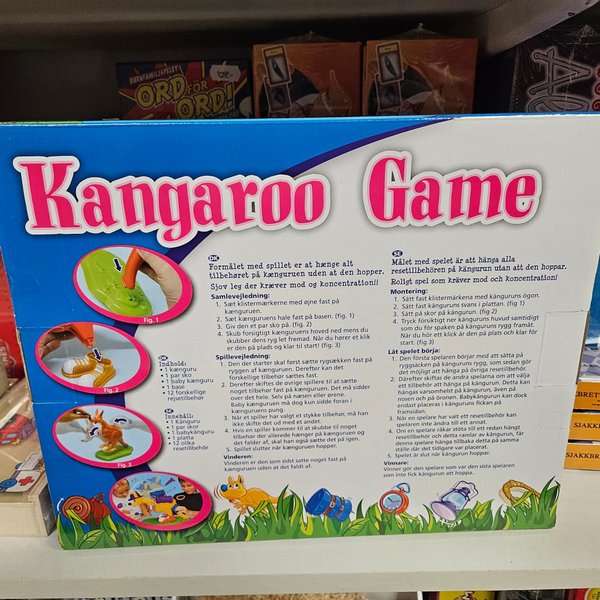 BARNFAMILJSPELET
ORD
FÖR
ORD!
129:-
Kangaroo Game
Fig. 1
Fig. 2
Fig. 3
DK
Indhold:
• 1 kænguru
• 1 par sko
• 1 baby kænguru
• 1 base
• 12 forskellige
rejsetilbehør
SE
Innehåll:
• 1 Känguru
• 1 par skor
• 1 babykänguru
• 1 platta
• 12 olika
resetillbehör
DK
Formålet med spillet er at hænge alt
tilbehøret på kænguruen uden at den hopper.
Sjov leg der kræver mod og koncentration!!
Samlevejledning:
1. Sæt klistermærkerne med øjne fast på
kænguruen.
2. Sæt kænguruens hale fast på basen. (fig. 1)
3. Giv den et par sko på. (fig. 2)
4. Skub forsigtigt kænguruens hoved ned mens du
skubber dens ryg let fremad. Når du hører et klik
er den på plads og klar til start! (fig. 3)
Spillevejledning:
1. Den der starter skal først sætte rygsækken fast på
ryggen af kænguruen. Derefter kan det
forskellige tilbehør sættes fast.
2. Derefter skiftes de øvrige spillere til at sætte
noget tilbehør fast på kænguruen. Det må sidder
over det hele. Selv på næsen eller ørene.
Baby kænguruen må dog kun sidde foran i
kænguruens pung.
3. Når et spiller har valgt et stykke tilbehør, må han
ikke skifte det ud med et andet.
4. Hvis en spiller kommer til at skubbe til noget
tilbehør der allerede hænger på kænguruen og
det falder af, skal han også sætte det på igen.
5. Spillet slutter når kænguruen hopper.
Vinderen:
Vinderen er den som sidst satte noget fast på
kænguruen uden at det faldt af.
SE
Målet med spelet är att hänga alla
resetillbehören på kängurun utan att den hoppar.
Roligt spel som kräver mod och koncentration!
Montering:
1. Sätt fast klistermärkena med känguruns ögon.
2. Sätt fast känguruns svans i plattan. (fig 1)
3. Sätt på skor på kängurun. (fig 2)
4. Tryck försiktigt ner känguruns huvud samtidigt
som du för spaken på känguruns rygg framåt.
När du hör ett klick är den på plats och klar för
start! (fig. 3)
Låt spelet börja:
1. Den första spelaren börjar med att sätta på
ryggsäcken på känguruns rygg, som sedan gör
det möjligt att hänga på övriga resetillbehör.
2. Därefter skiftas de andra spelarna om att välja
ett tillbehör att hänga på kängurun. Detta kan
hängas varsomhelst på kängurun, även på
nosen och på öronen. Babykängurun kan dock
endast placeras i känguruns fickan på
framsidan.
3. När en spelare har valt ett resetillbehör kan
spelaren inte ändra till ett annat.
4. Om en spelare råkar stöta till ett redan hängt
resetillbehör och detta ramlar av kängurun, får
denna spelare hänga tillbaka detta på samma
ställe där det tidigare var placerat.
5. Spelet är slut när kängurun hoppar.
Vinnare:
Vinner gör den spelare som var den sista spelaren
som inte fick kängurun att hoppa.
SJAKK
SJAKKBR